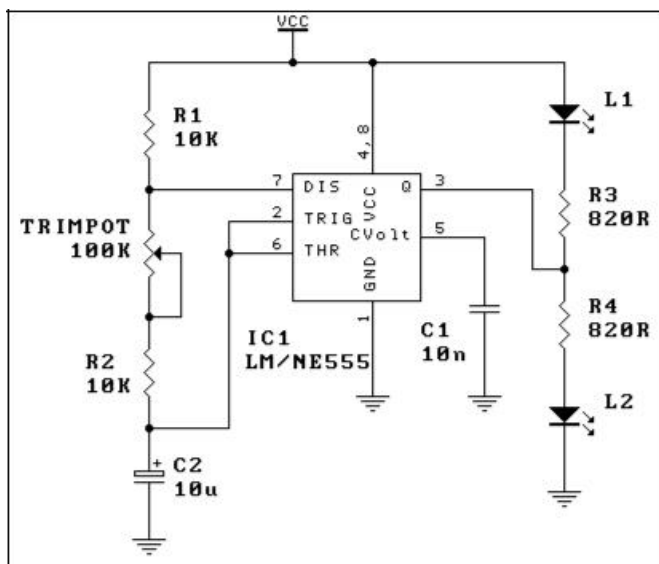 VCC
R1
10K
TRIMPOT
100K
R2
10K
C2
+
10u
4,8
7
2
6
3
5
1
DIS
TRIG
THR
VCC
Q
CVolt
GND
IC1
LM/NE555
C1
10n
L1
R3
820R
R4
820R
L2